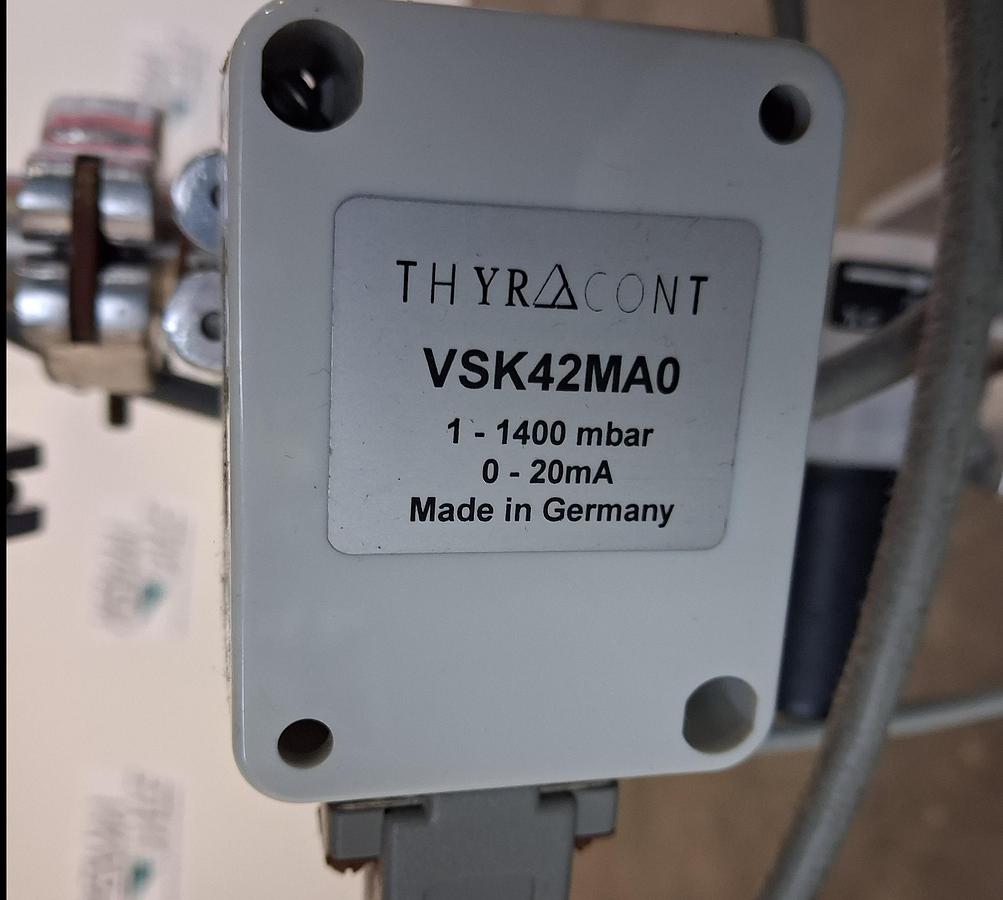 THYRACONT
VSK42MA0
1 - 1400 mbar
0 - 20mA
Made in Germany